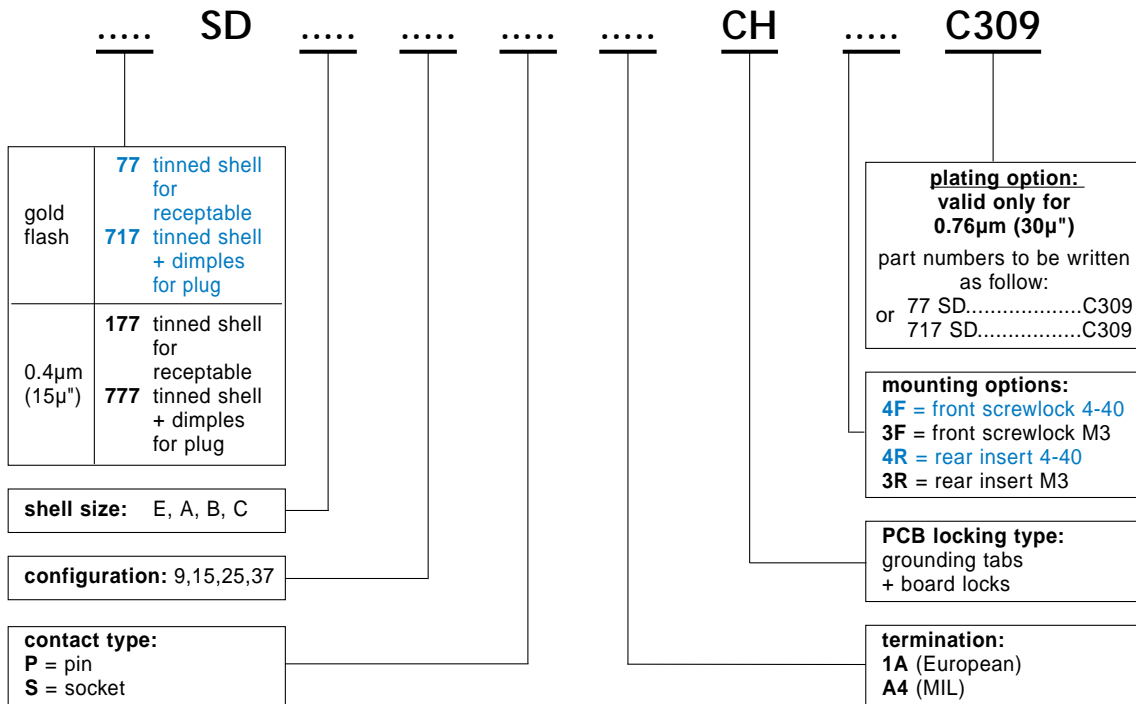 ..... SD ..... ..... ..... ..... CH ..... C309
gold
flash
77 tinned shell
for
receptable
717 tinned shell
+ dimples
for plug
0.4µm
(15µ")
177 tinned shell
for
receptable
777 tinned shell
+ dimples
for plug
shell size: E, A, B, C
configuration: 9,15,25,37
contact type:
P = pin
S = socket
plating option:
valid only for
0.76µm (30µ")
part numbers to be written
as follow:
or
77 SD...................C309
717 SD.................C309
mounting options:
4F = front screwlock 4-40
3F = front screwlock M3
4R = rear insert 4-40
3R = rear insert M3
PCB locking type:
grounding tabs
+ board locks
termination:
1A (European)
A4 (MIL)